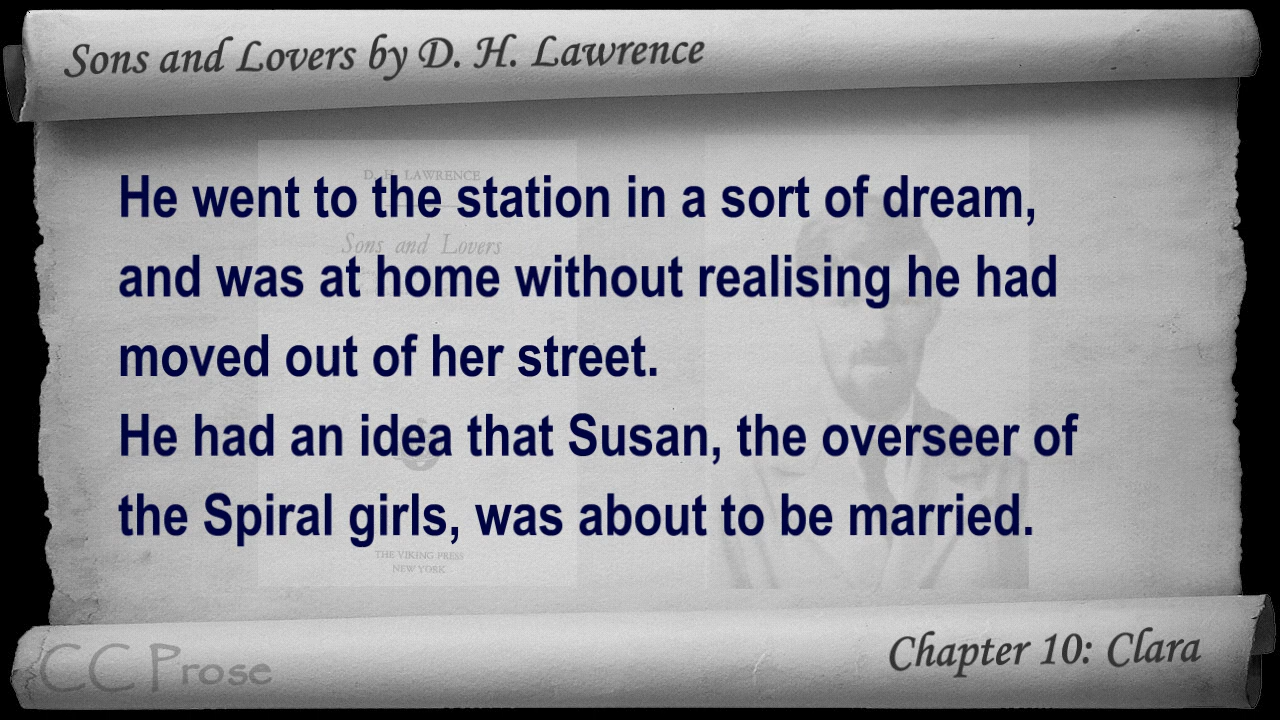 Sons and Lovers by D. H. Lawrence
D. H. LAWRENCE
Sons and Lovers
He went to the station in a sort of dream,
and was at home without realising he had
moved out of her street.
He had an idea that Susan, the overseer of
the Spiral girls, was about to be married.
THE VIKING PRESS
NEW YORK
CC Prose
Chapter 10: Clara